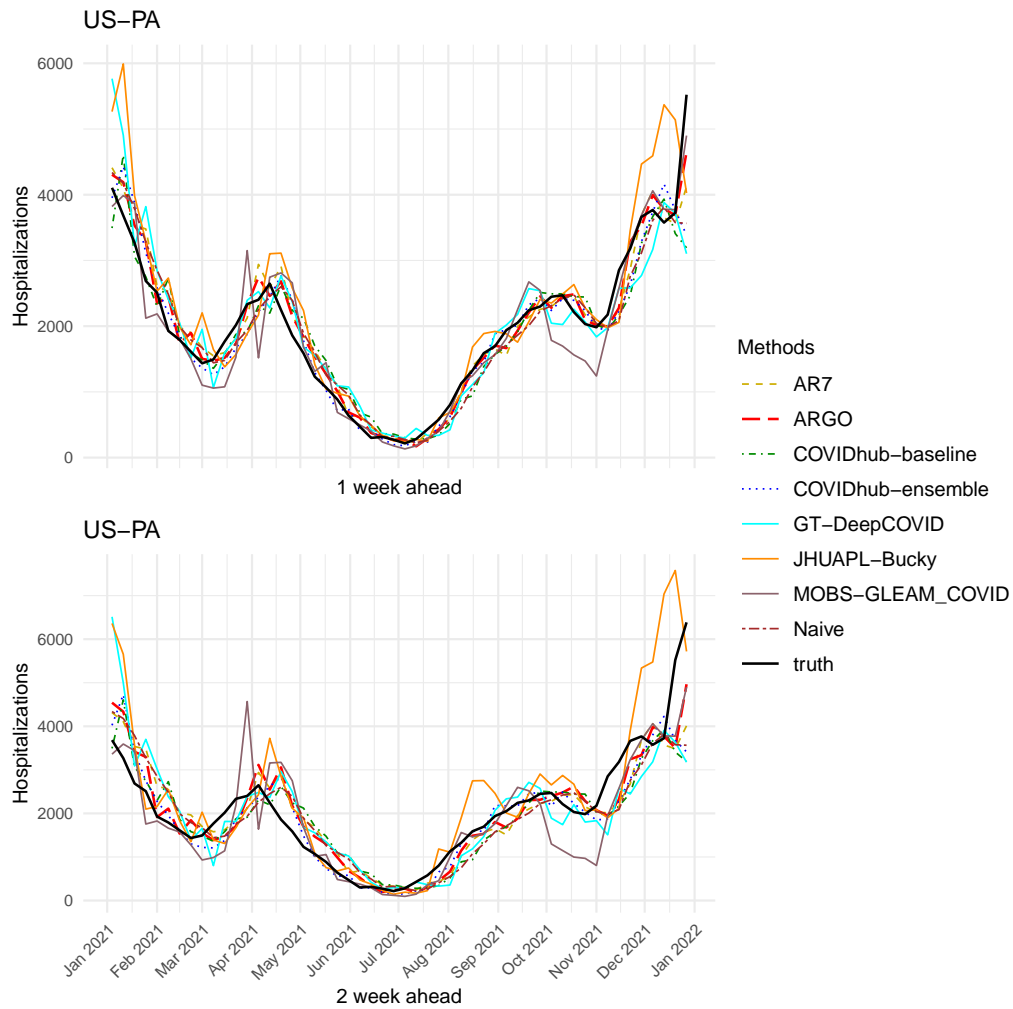 US−PA
6000
4000
2000
0
Hospitalizations
1 week ahead
US−PA
6000
4000
2000
0
Hospitalizations
Jan 2021
Feb 2021
Mar 2021
Apr 2021
May 2021
Jun 2021
Jul 2021
Aug 2021
Sep 2021
Oct 2021
Nov 2021
Dec 2021
Jan 2022
2 week ahead
Methods
AR7
ARGO
COVIDhub−baseline
COVIDhub−ensemble
GT−DeepCOVID
JHUAPL−Bucky
MOBS−GLEAM_COVID
Naive
truth